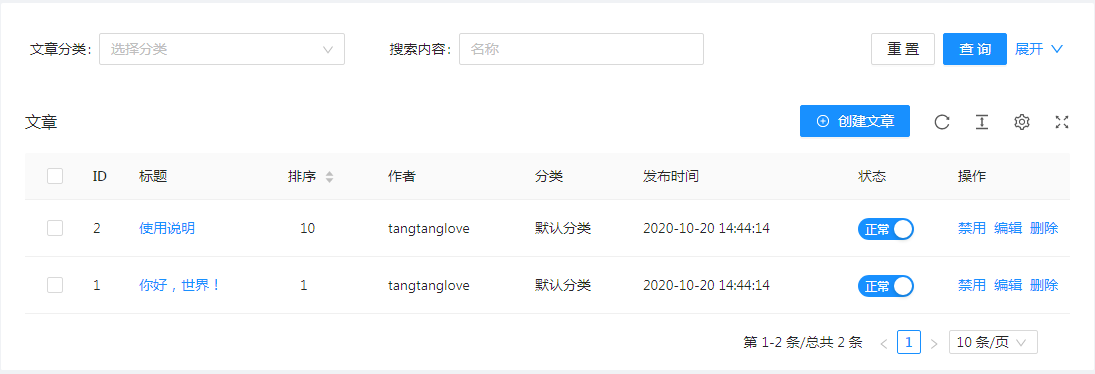 文章分类: 选择分类 搜索内容: 名称 重 置 查 询 展开
文章 创建文章
ID 标题 排序 作者 分类 发布时间 状态 操作
2 使用说明 10 tangtanglove 默认分类 2020-10-20 14:44:14 正常 禁用 编辑 删除
1 你好，世界！ 1 tangtanglove 默认分类 2020-10-20 14:44:14 正常 禁用 编辑 删除
第 1-2 条/总共 2 条 < 1 > 10 条/页